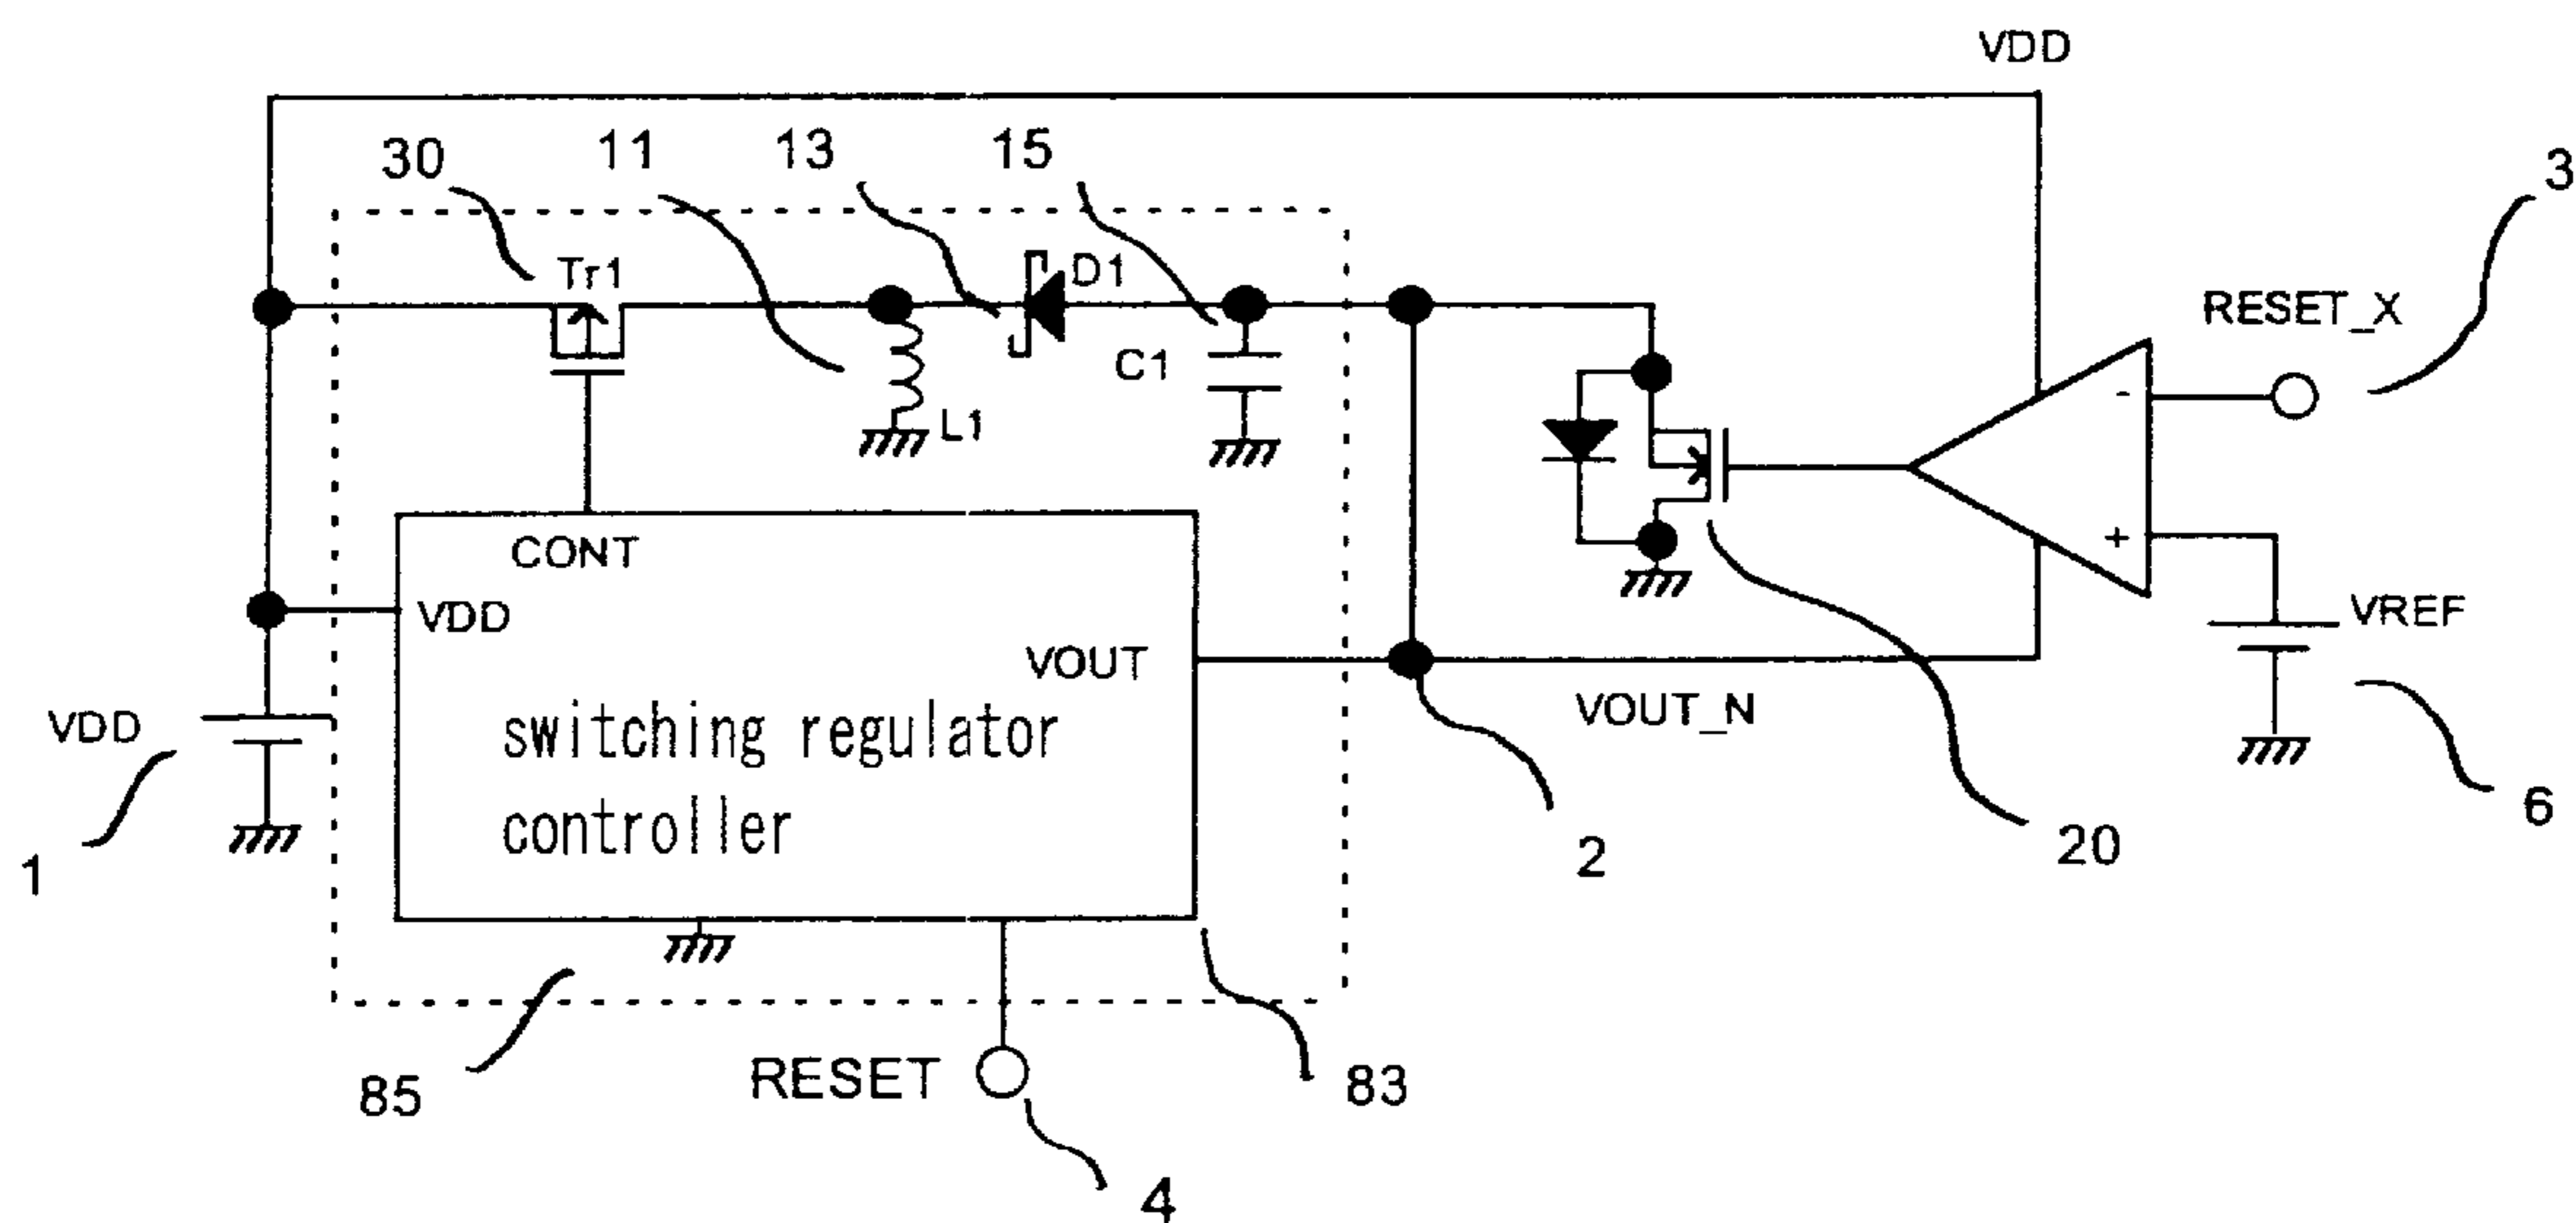 VDD
30
11
13
15
3
Tr1
D1
RESET_X
C1
-
L1
CONT
+
VDD
VREF
VOUT
VDD
switching regulator
controller
VOUT_N
6
1
2
20
85
RESET
83
4